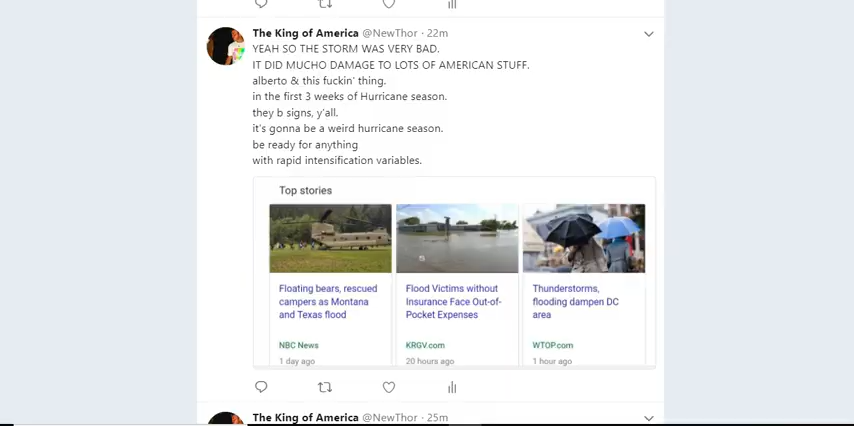 The King of America @NewThor · 22m
YEAH SO THE STORM WAS VERY BAD.
IT DID MUCHO DAMAGE TO LOTS OF AMERICAN STUFF.
alberto & this fuckin' thing.
in the first 3 weeks of Hurricane season.
they b signs, y'all.
it's gonna be a weird hurricane season.
be ready for anything
with rapid intensification variables.
Top stories
Floating bears, rescued
campers as Montana
and Texas flood
NBC News
1 day ago
Flood Victims without
Insurance Face Out-of-
Pocket Expenses
KRGV.com
20 hours ago
Thunderstorms,
flooding dampen DC
area
WTOP.com
1 hour ago
The King of America @NewThor · 25m